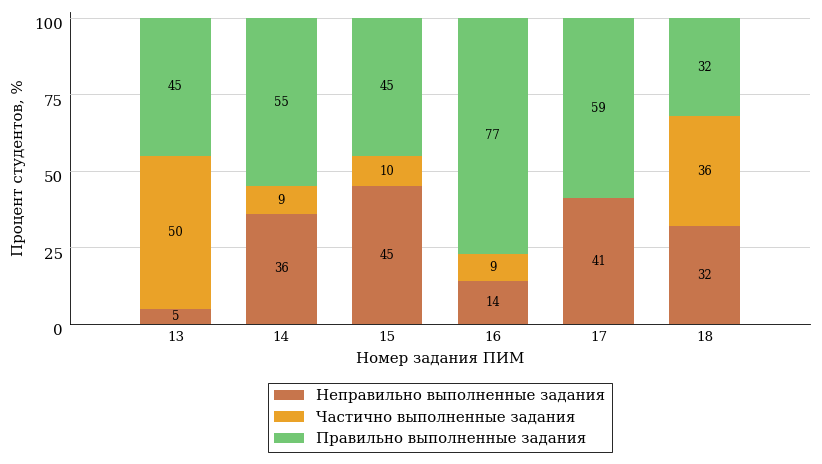 100
75
50
25
0
Процент студентов, %
45 55 45 77 59 32
50 9 10 9 36
5 36 45 14 41 32
13 14 15 16 17 18
Номер задания ПИМ
Неправильно выполненные задания
Частично выполненные задания
Правильно выполненные задания